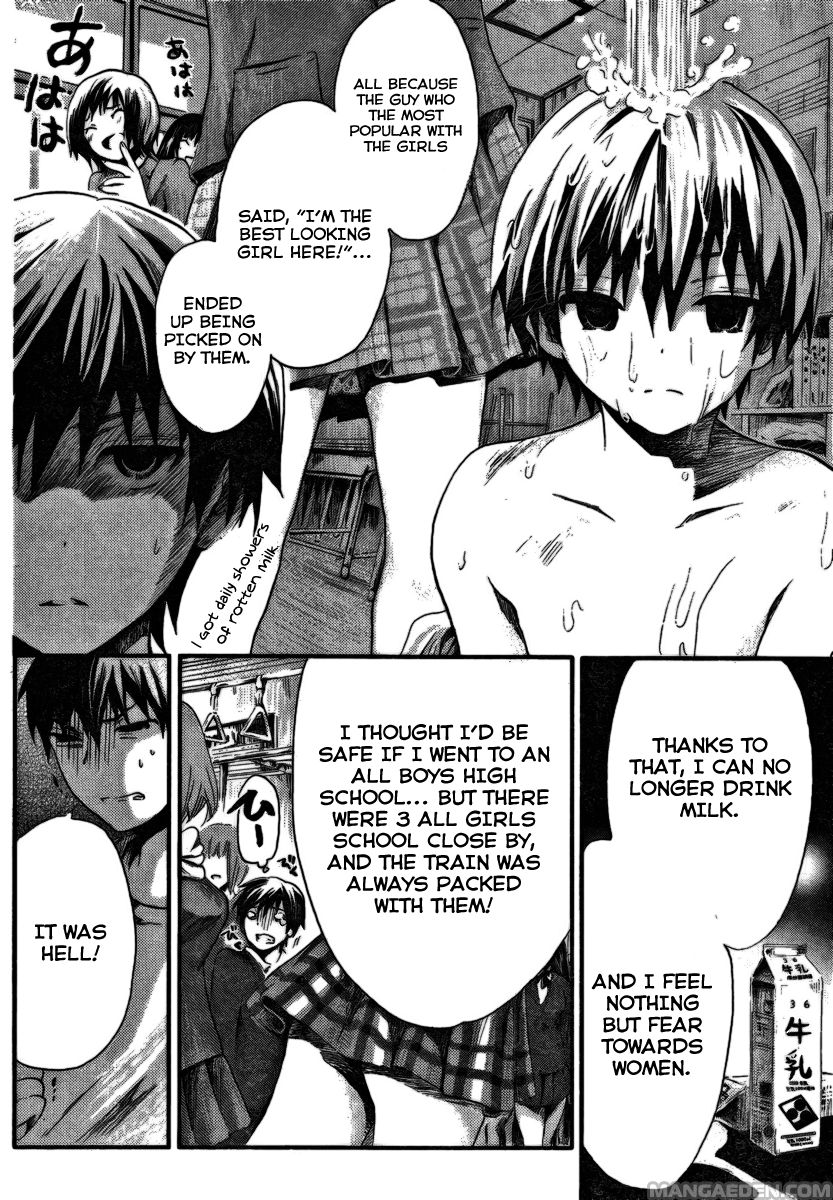 ALL BECAUSE
THE GUY WHO
THE MOST
POPULAR WITH
THE GIRLS
あはは
あはは
SAID, "I'M THE
BEST LOOKING
GIRL HERE!"...
ENDED
UP BEING
PICKED ON
BY THEM.
I Got daily showers
of rotten milk
THANKS TO
THAT, I CAN NO
LONGER DRINK
MILK.
AND I FEEL
NOTHING
BUT FEAR
TOWARDS
WOMEN.
36
牛乳
36
牛乳
I THOUGHT I'D BE
SAFE IF I WENT TO AN
ALL BOYS HIGH
SCHOOL... BUT THERE
WERE 3 ALL GIRLS
SCHOOL CLOSE BY,
AND THE TRAIN WAS
ALWAYS PACKED
WITH THEM!
ひー
IT WAS
HELL!
MANGAEDEN.COM